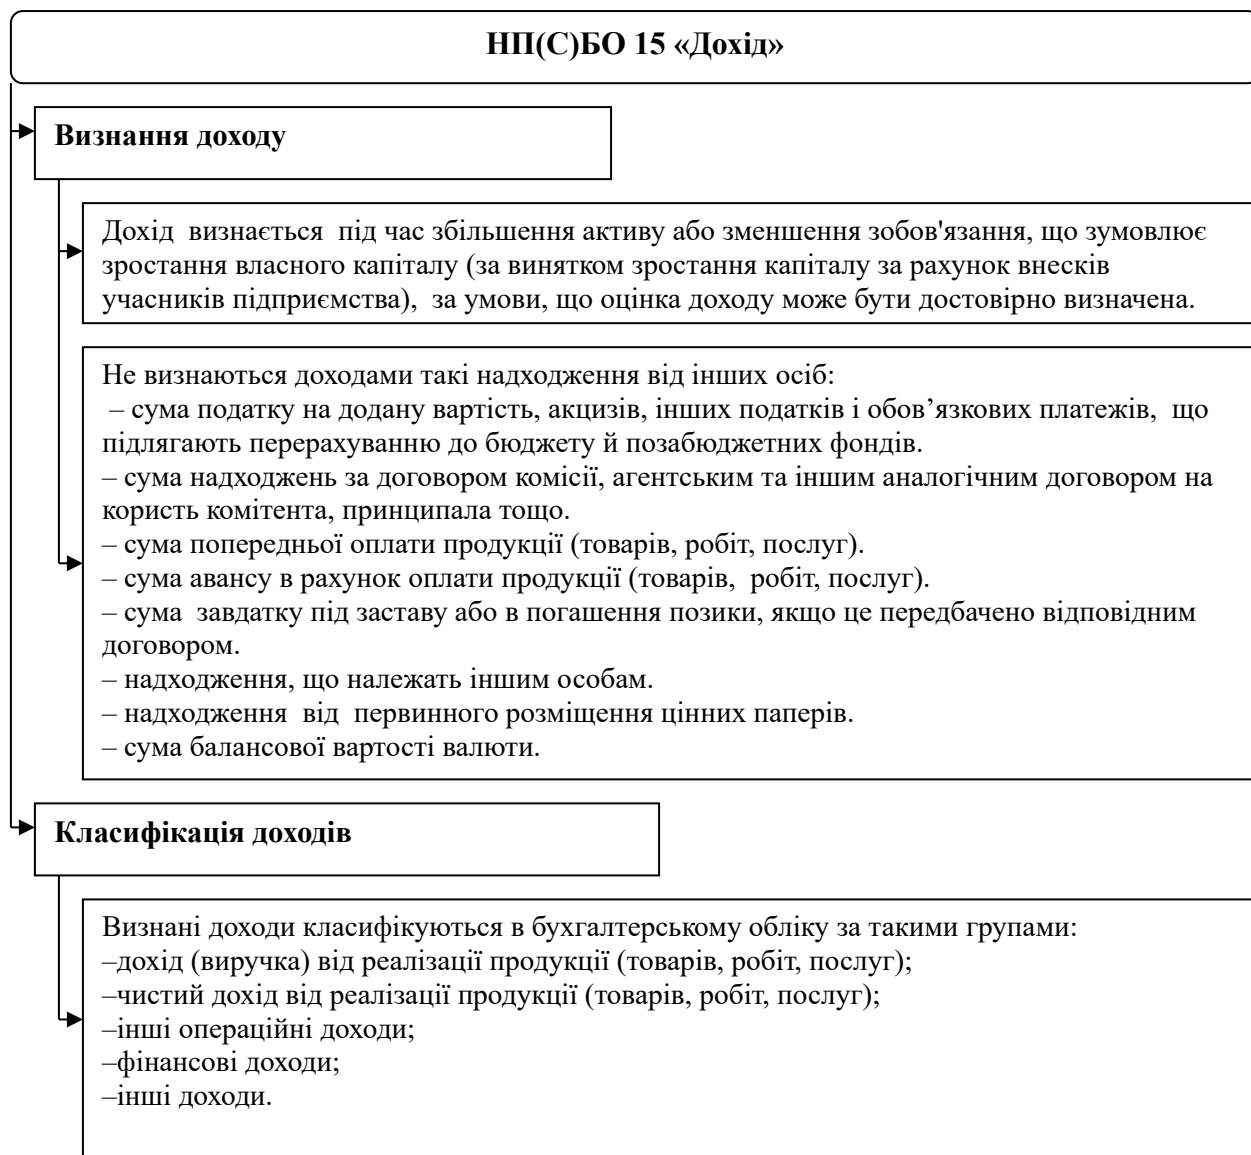 НП(С)БО 15 «Дохід»
Визнання доходу
Дохід визнається під час збільшення активу або зменшення зобов'язання, що зумовлює
зростання власного капіталу (за винятком зростання капіталу за рахунок внесків
учасників підприємства), за умови, що оцінка доходу може бути достовірно визначена.
Не визнаються доходами такі надходження від інших осіб:
– сума податку на додану вартість, акцизів, інших податків і обов’язкових платежів, що
підлягають перерахуванню до бюджету й позабюджетних фондів.
– сума надходжень за договором комісії, агентським та іншим аналогічним договором на
користь комітента, принципала тощо.
– сума попередньої оплати продукції (товарів, робіт, послуг).
– сума авансу в рахунок оплати продукції (товарів, робіт, послуг).
– сума завдатку під заставу або в погашення позики, якщо це передбачено відповідним
договором.
– надходження, що належать іншим особам.
– надходження від первинного розміщення цінних паперів.
– сума балансової вартості валюти.
Класифікація доходів
Визнані доходи класифікуються в бухгалтерському обліку за такими групами:
–дохід (виручка) від реалізації продукції (товарів, робіт, послуг);
–чистий дохід від реалізації продукції (товарів, робіт, послуг);
–інші операційні доходи;
–фінансові доходи;
–інші доходи.